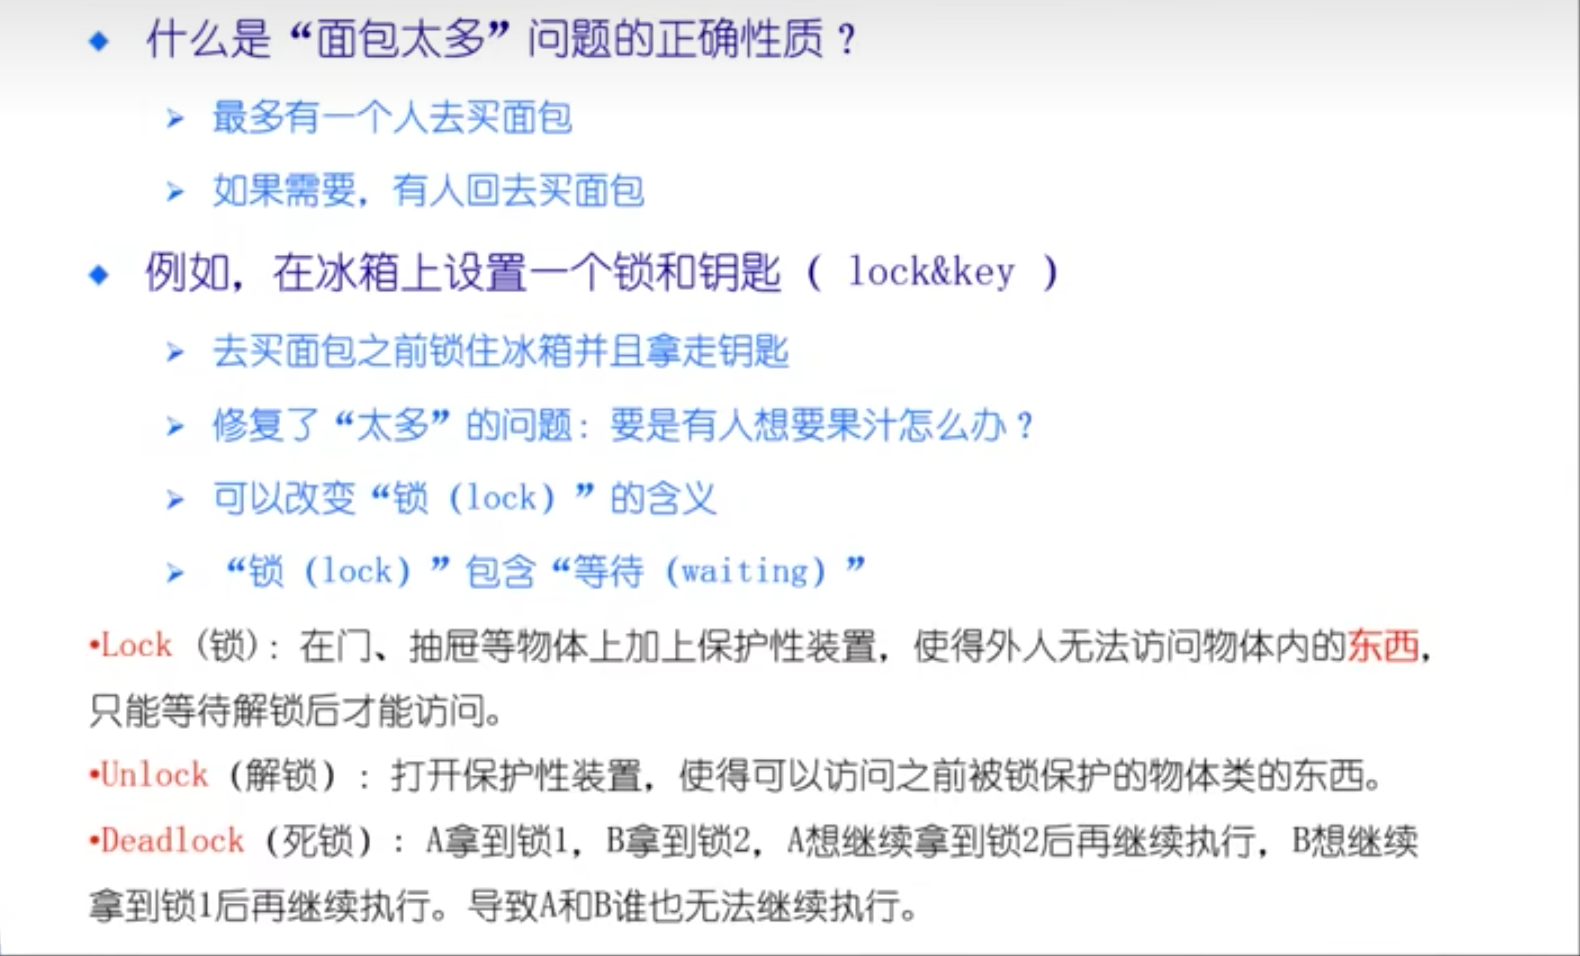 ◆ 什么是“面包太多”问题的正确性质？
➢ 最多有一个人去买面包
➢ 如果需要，有人回去买面包
◆ 例如，在冰箱上设置一个锁和钥匙（ lock&key ）
➢ 去买面包之前锁住冰箱并且拿走钥匙
➢ 修复了“太多”的问题：要是有人想要果汁怎么办？
➢ 可以改变“锁（lock）”的含义
➢ “锁（lock）”包含“等待（waiting）”
•Lock（锁）：在门、抽屉等物体上加上保护性装置，使得外人无法访问物体内的东西，
只能等待解锁后才能访问。
•Unlock（解锁）：打开保护性装置，使得可以访问之前被锁保护的物体类的东西。
•Deadlock（死锁）：A拿到锁1，B拿到锁2，A想继续拿到锁2后再继续执行，B想继续
拿到锁1后再继续执行。导致A和B谁也无法继续执行。